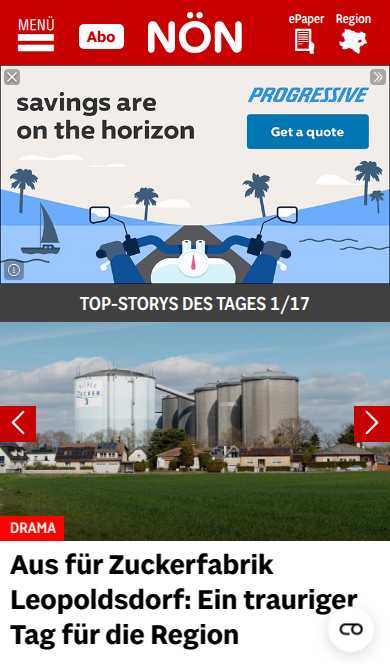 MENÜ
Abo
NÖN
ePaper
Region
savings are
on the horizon
PROGRESSIVE
Get a quote
TOP-STORYS DES TAGES 1/17
DRAMA
Aus für Zuckerfabrik
Leopoldsdorf: Ein trauriger
Tag für die Region